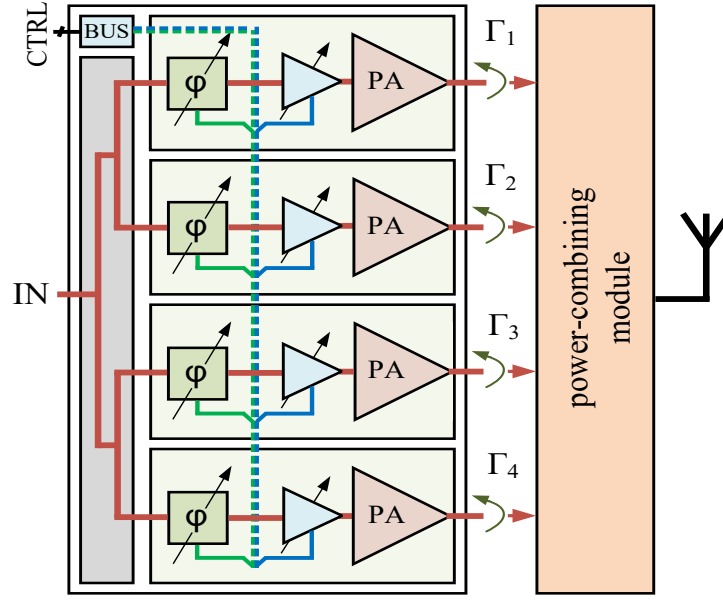 CTRL
BUS
φ
PA
Γ1
φ
PA
Γ2
IN
φ
PA
Γ3
φ
PA
Γ4
power-combining
module